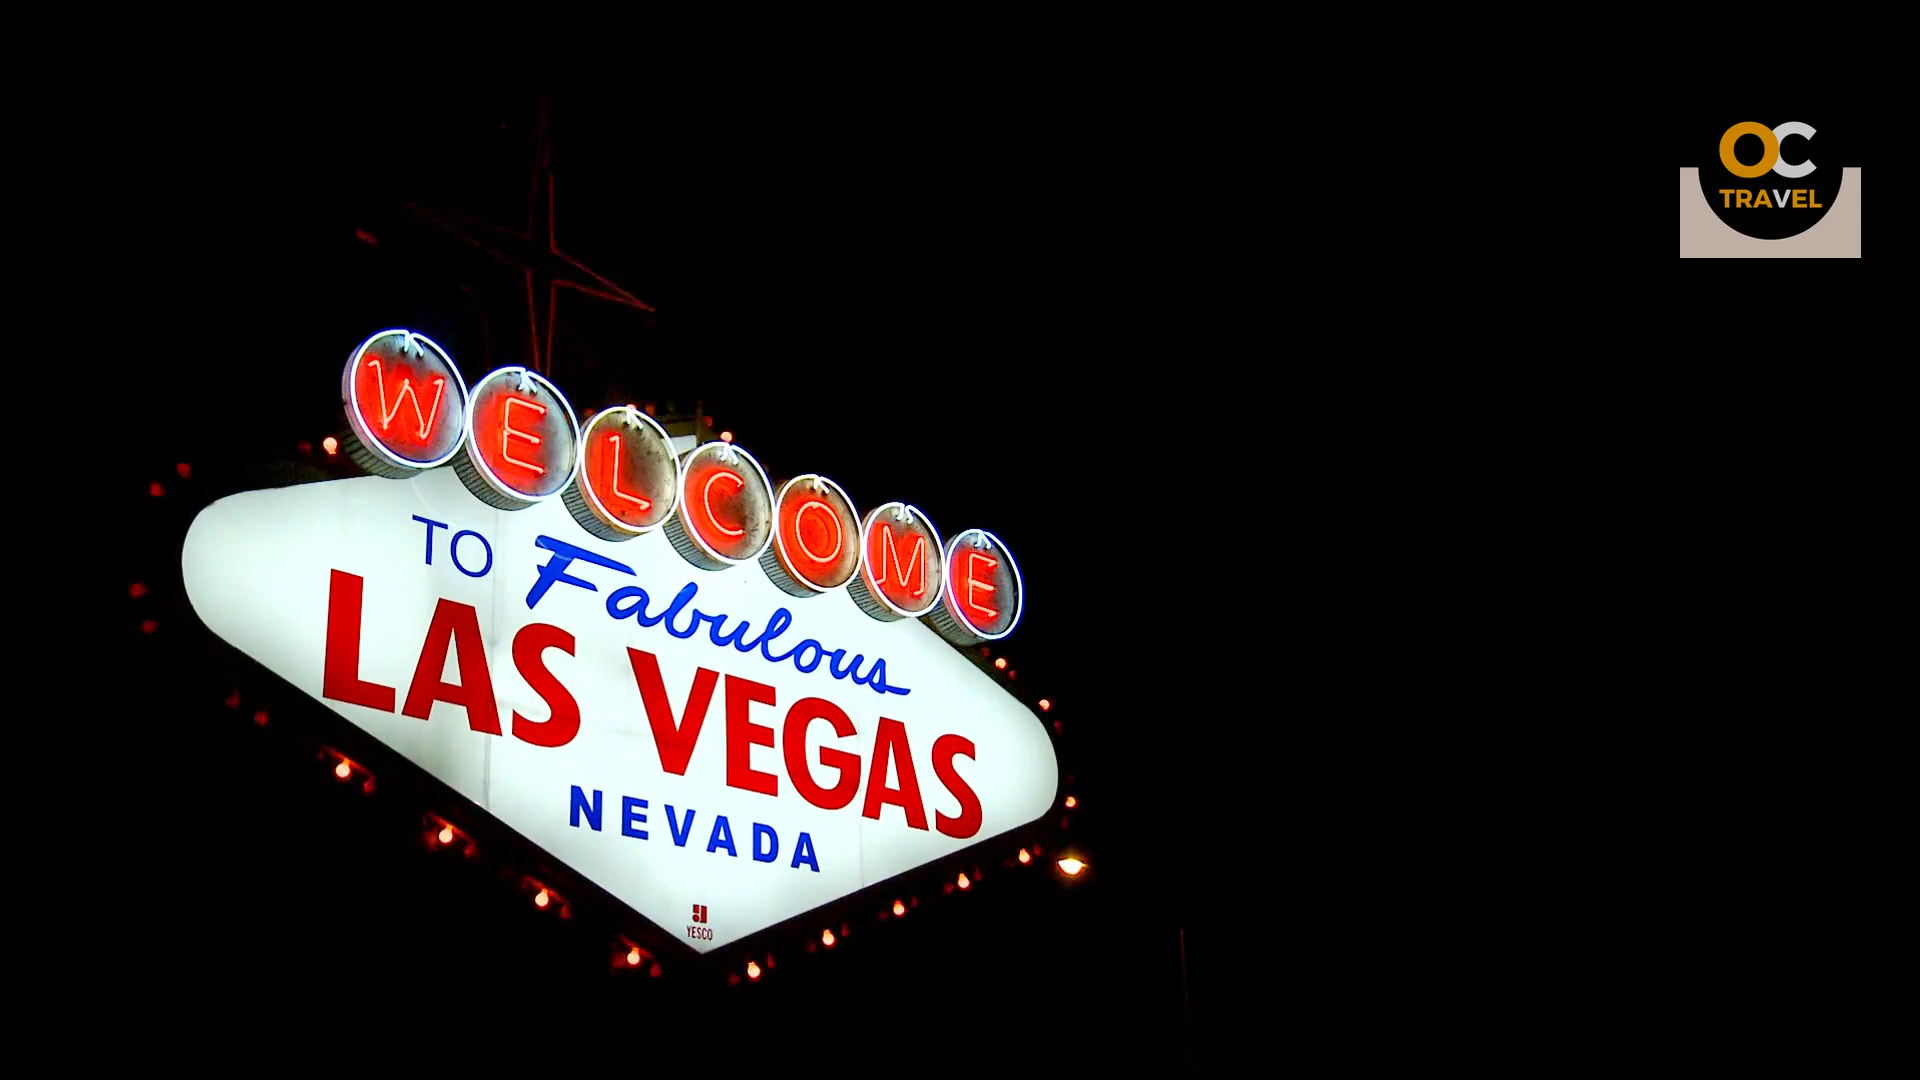 WELCOME
TO Fabulous
LAS VEGAS
NEVADA
YESCO
OC
TRAVEL